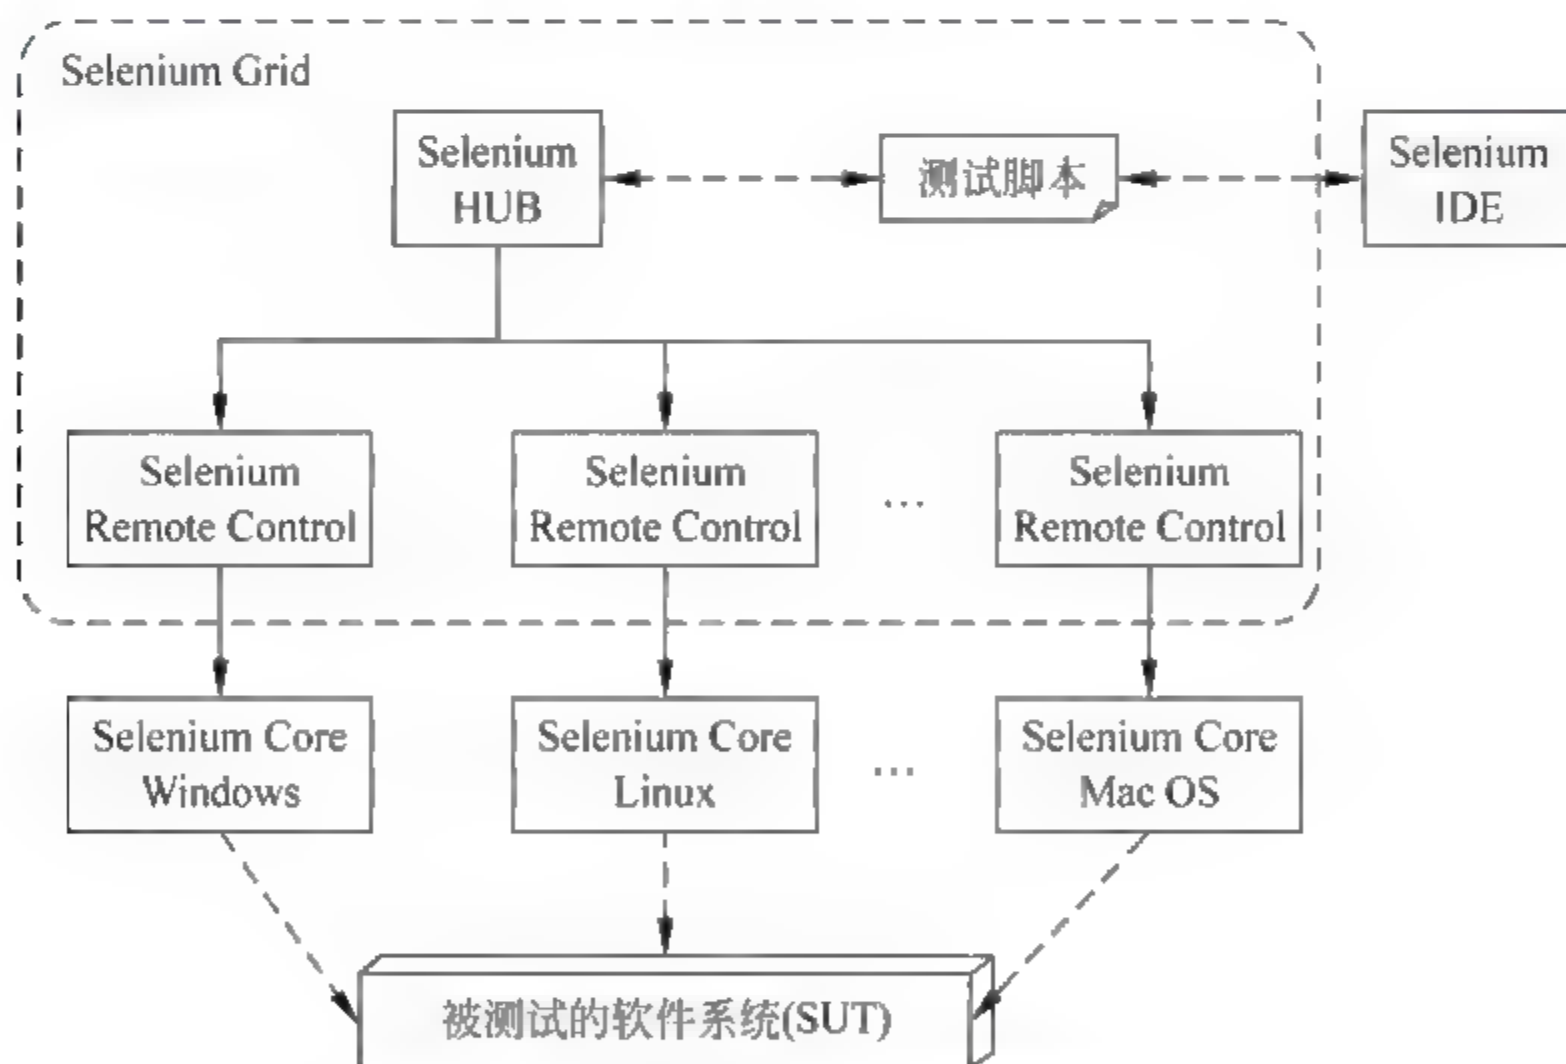 Selenium Grid
Selenium
HUB
测试脚本
Selenium
IDE
Selenium
Remote Control
Selenium
Remote Control
...
Selenium
Remote Control
Selenium Core
Windows
Selenium Core
Linux
...
Selenium Core
Mac OS
被测试的软件系统(SUT)